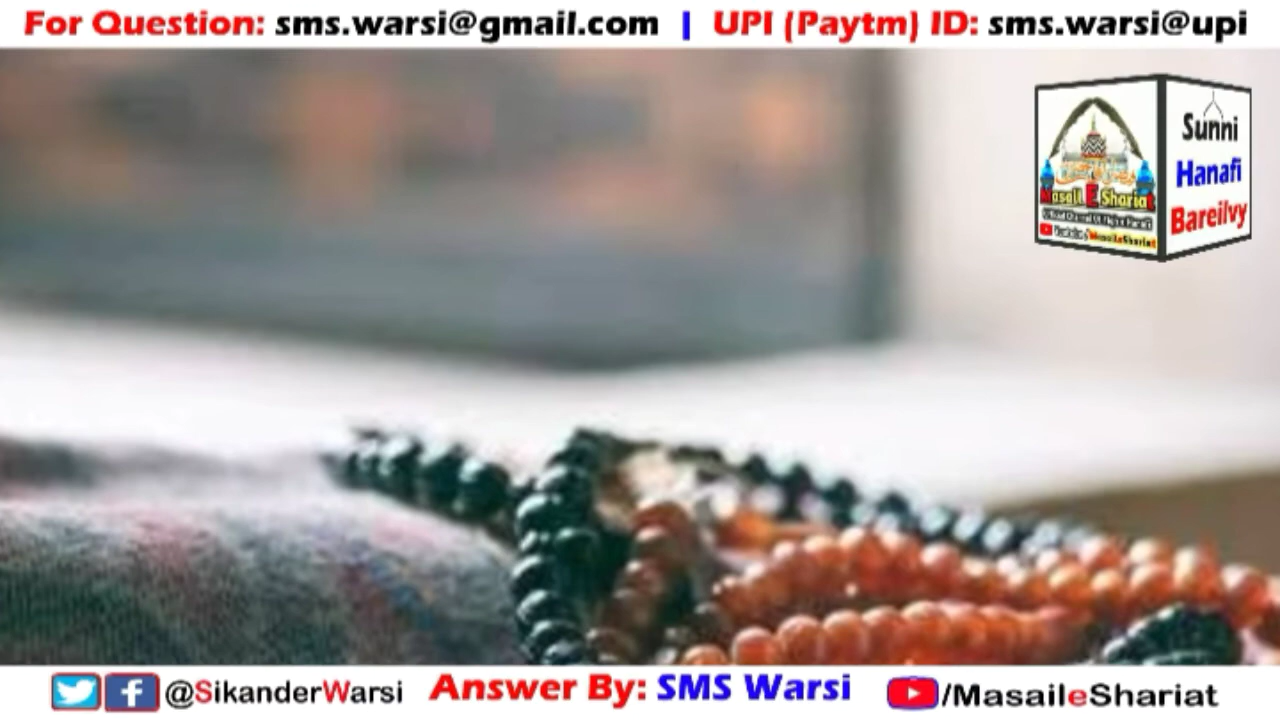 For Question: sms.warsi@gmail.com | UPI (Paytm) ID: sms.warsi@upi
Sunni
Hanafi
Bareilvy
Masail E Shariat
@SikanderWarsi
Answer By: SMS Warsi
/MasaileShariat